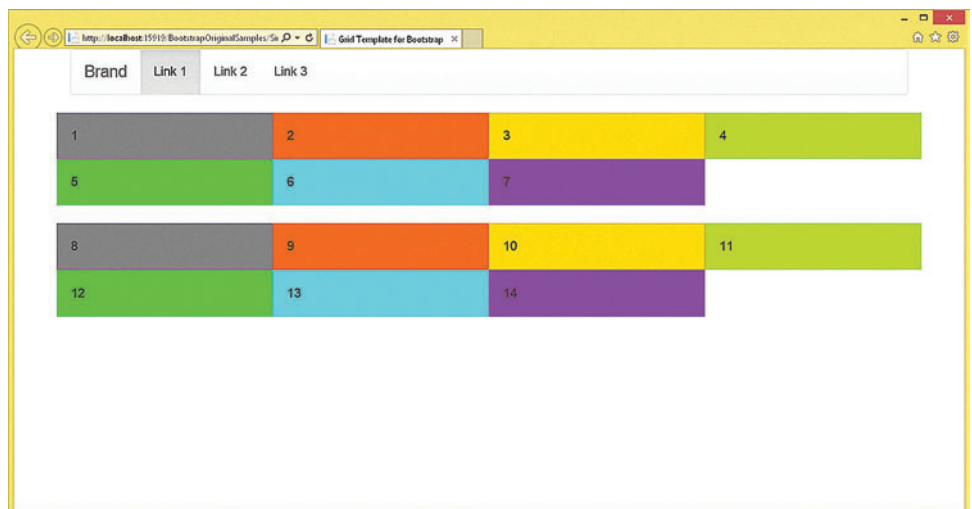 http://localhost:15919/BootstrapOriginalSamples/Si
Grid Template for Bootstrap
Brand Link 1 Link 2 Link 3
1 2 3 4
5 6 7
8 9 10 11
12 13 14